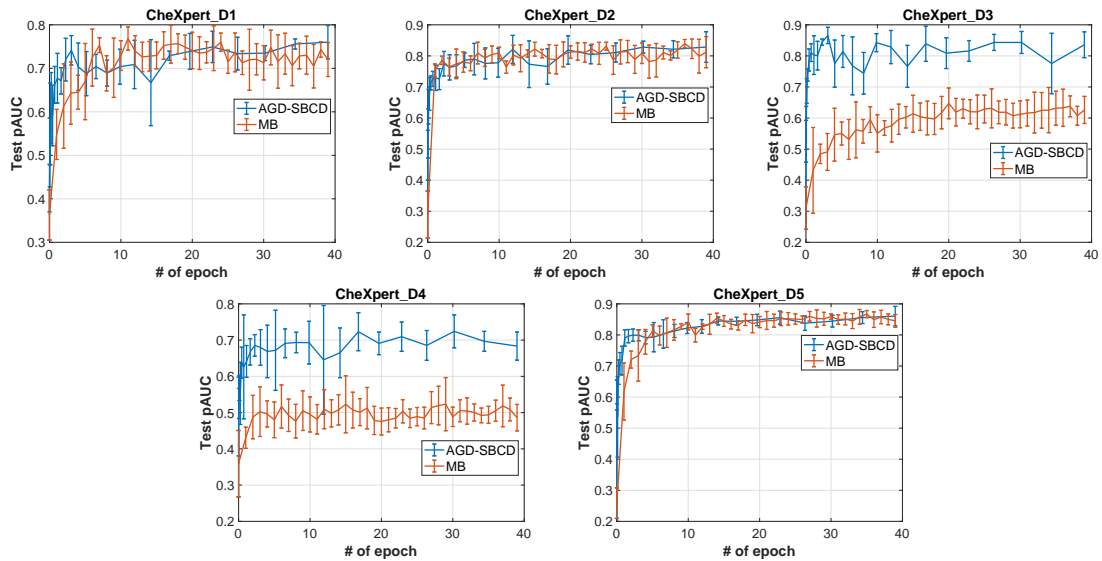 CheXpert_D1
Test pAUC
0.8
0.7
0.6
0.5
0.4
0.3
AGD-SBCD
MB
0 10 20 30 40
# of epoch
CheXpert_D2
Test pAUC
0.9
0.8
0.7
0.6
0.5
0.4
0.3
0.2
AGD-SBCD
MB
0 10 20 30 40
# of epoch
CheXpert_D3
Test pAUC
0.9
0.8
0.7
0.6
0.5
0.4
0.3
0.2
AGD-SBCD
MB
0 10 20 30 40
# of epoch
CheXpert_D4
Test pAUC
0.8
0.7
0.6
0.5
0.4
0.3
0.2
AGD-SBCD
MB
0 10 20 30 40
# of epoch
CheXpert_D5
Test pAUC
0.9
0.8
0.7
0.6
0.5
0.4
0.3
0.2
AGD-SBCD
MB
0 10 20 30 40
# of epoch